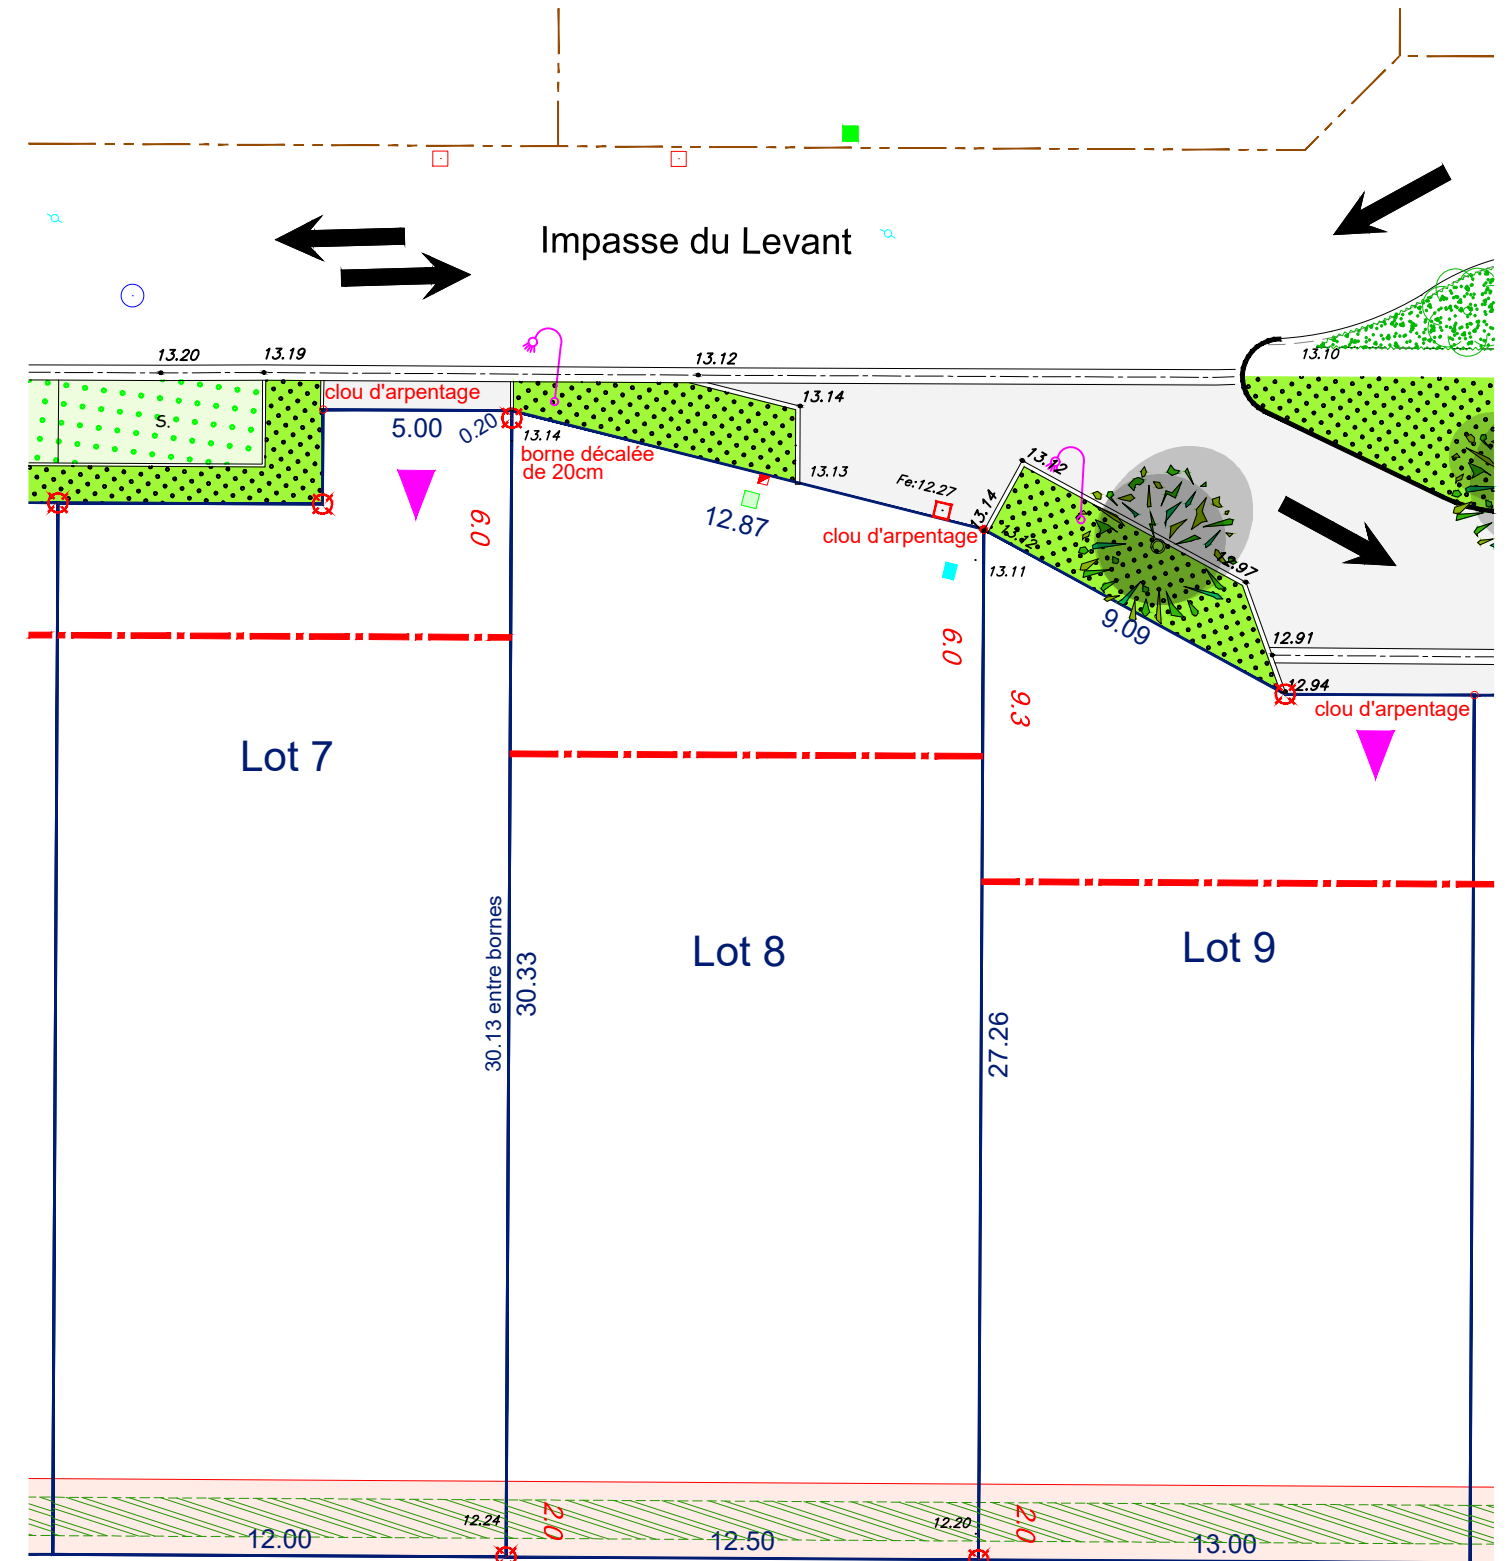 Impasse du Levant
13.20
13.19
13.12
13.10
clou d'arpentage
13.14
S.
5.00
0.20
13.14
borne décalée
de 20cm
13.13
13.12
Fe:12.27
13.14
6.0
12.87
clou d'arpentage
13.12
13.11
12.97
9.09
12.91
6.0
12.94
9.3
clou d'arpentage
Lot 7
Lot 8
Lot 9
30.13 entre bornes
30.33
27.26
12.24
2.0
12.20
2.0
12.00
12.50
13.00